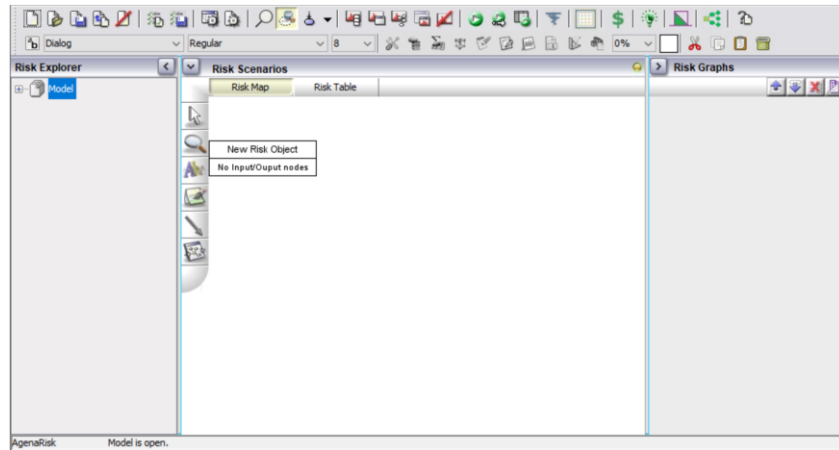 Dialog
Regular
8
0%
Risk Explorer
Risk Scenarios
Risk Graphs
Model
Risk Map
Risk Table
New Risk Object
No Input/Ouput nodes
Abc
AgenaRisk
Model is open.